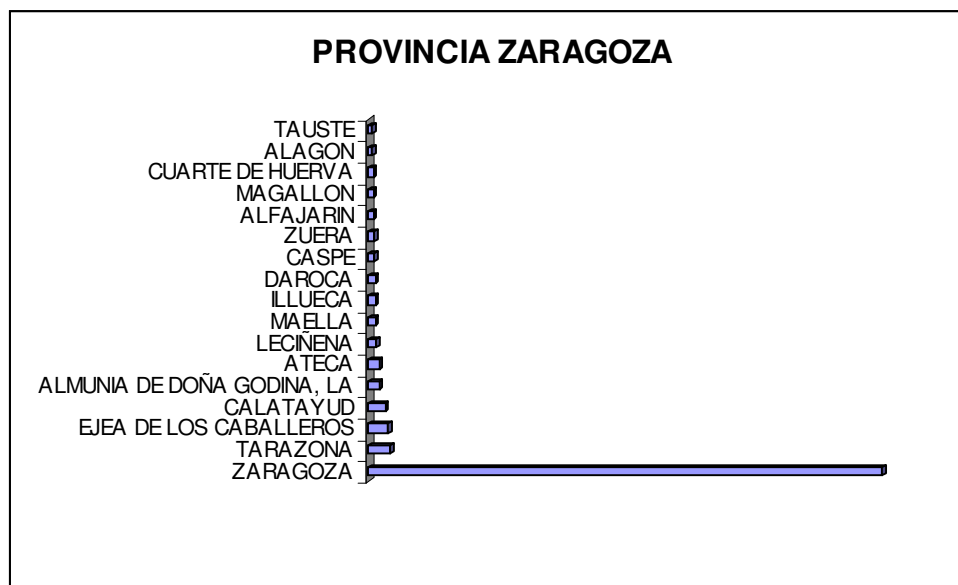 PROVINCIA ZARAGOZA
TAUSTE
ALAGON
CUARTE DE HUERVA
MAGALLON
ALFAJARIN
ZUERA
CASPE
DAROCA
ILLUECA
MAELLA
LECIÑENA
ATECA
ALMUNIA DE DOÑA GODINA, LA
CALATAYUD
EJEA DE LOS CABALLEROS
TARAZONA
ZARAGOZA